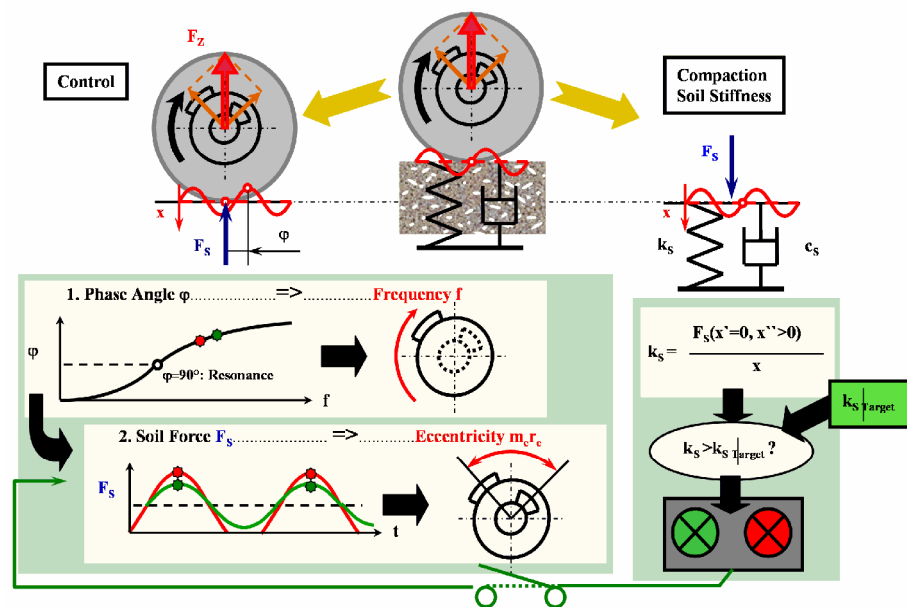 F_Z
Control
Compaction
Soil Stiffness
F_S
x
F_S
φ
x
k_S
c_S
1. Phase Angle φ........................=>........................Frequency f
φ
φ=90°: Resonance
f
k_S = F_S(x'=0, x''>0) / x
k_S|Target
k_S>k_S|Target ?
2. Soil Force F_S........................ =>.................Eccentricity m_e r_e
F_S
t